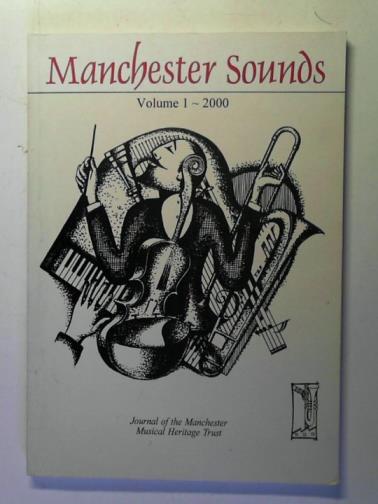 Manchester Sounds
Volume 1 ~ 2000
Journal of the Manchester
Musical Heritage Trust